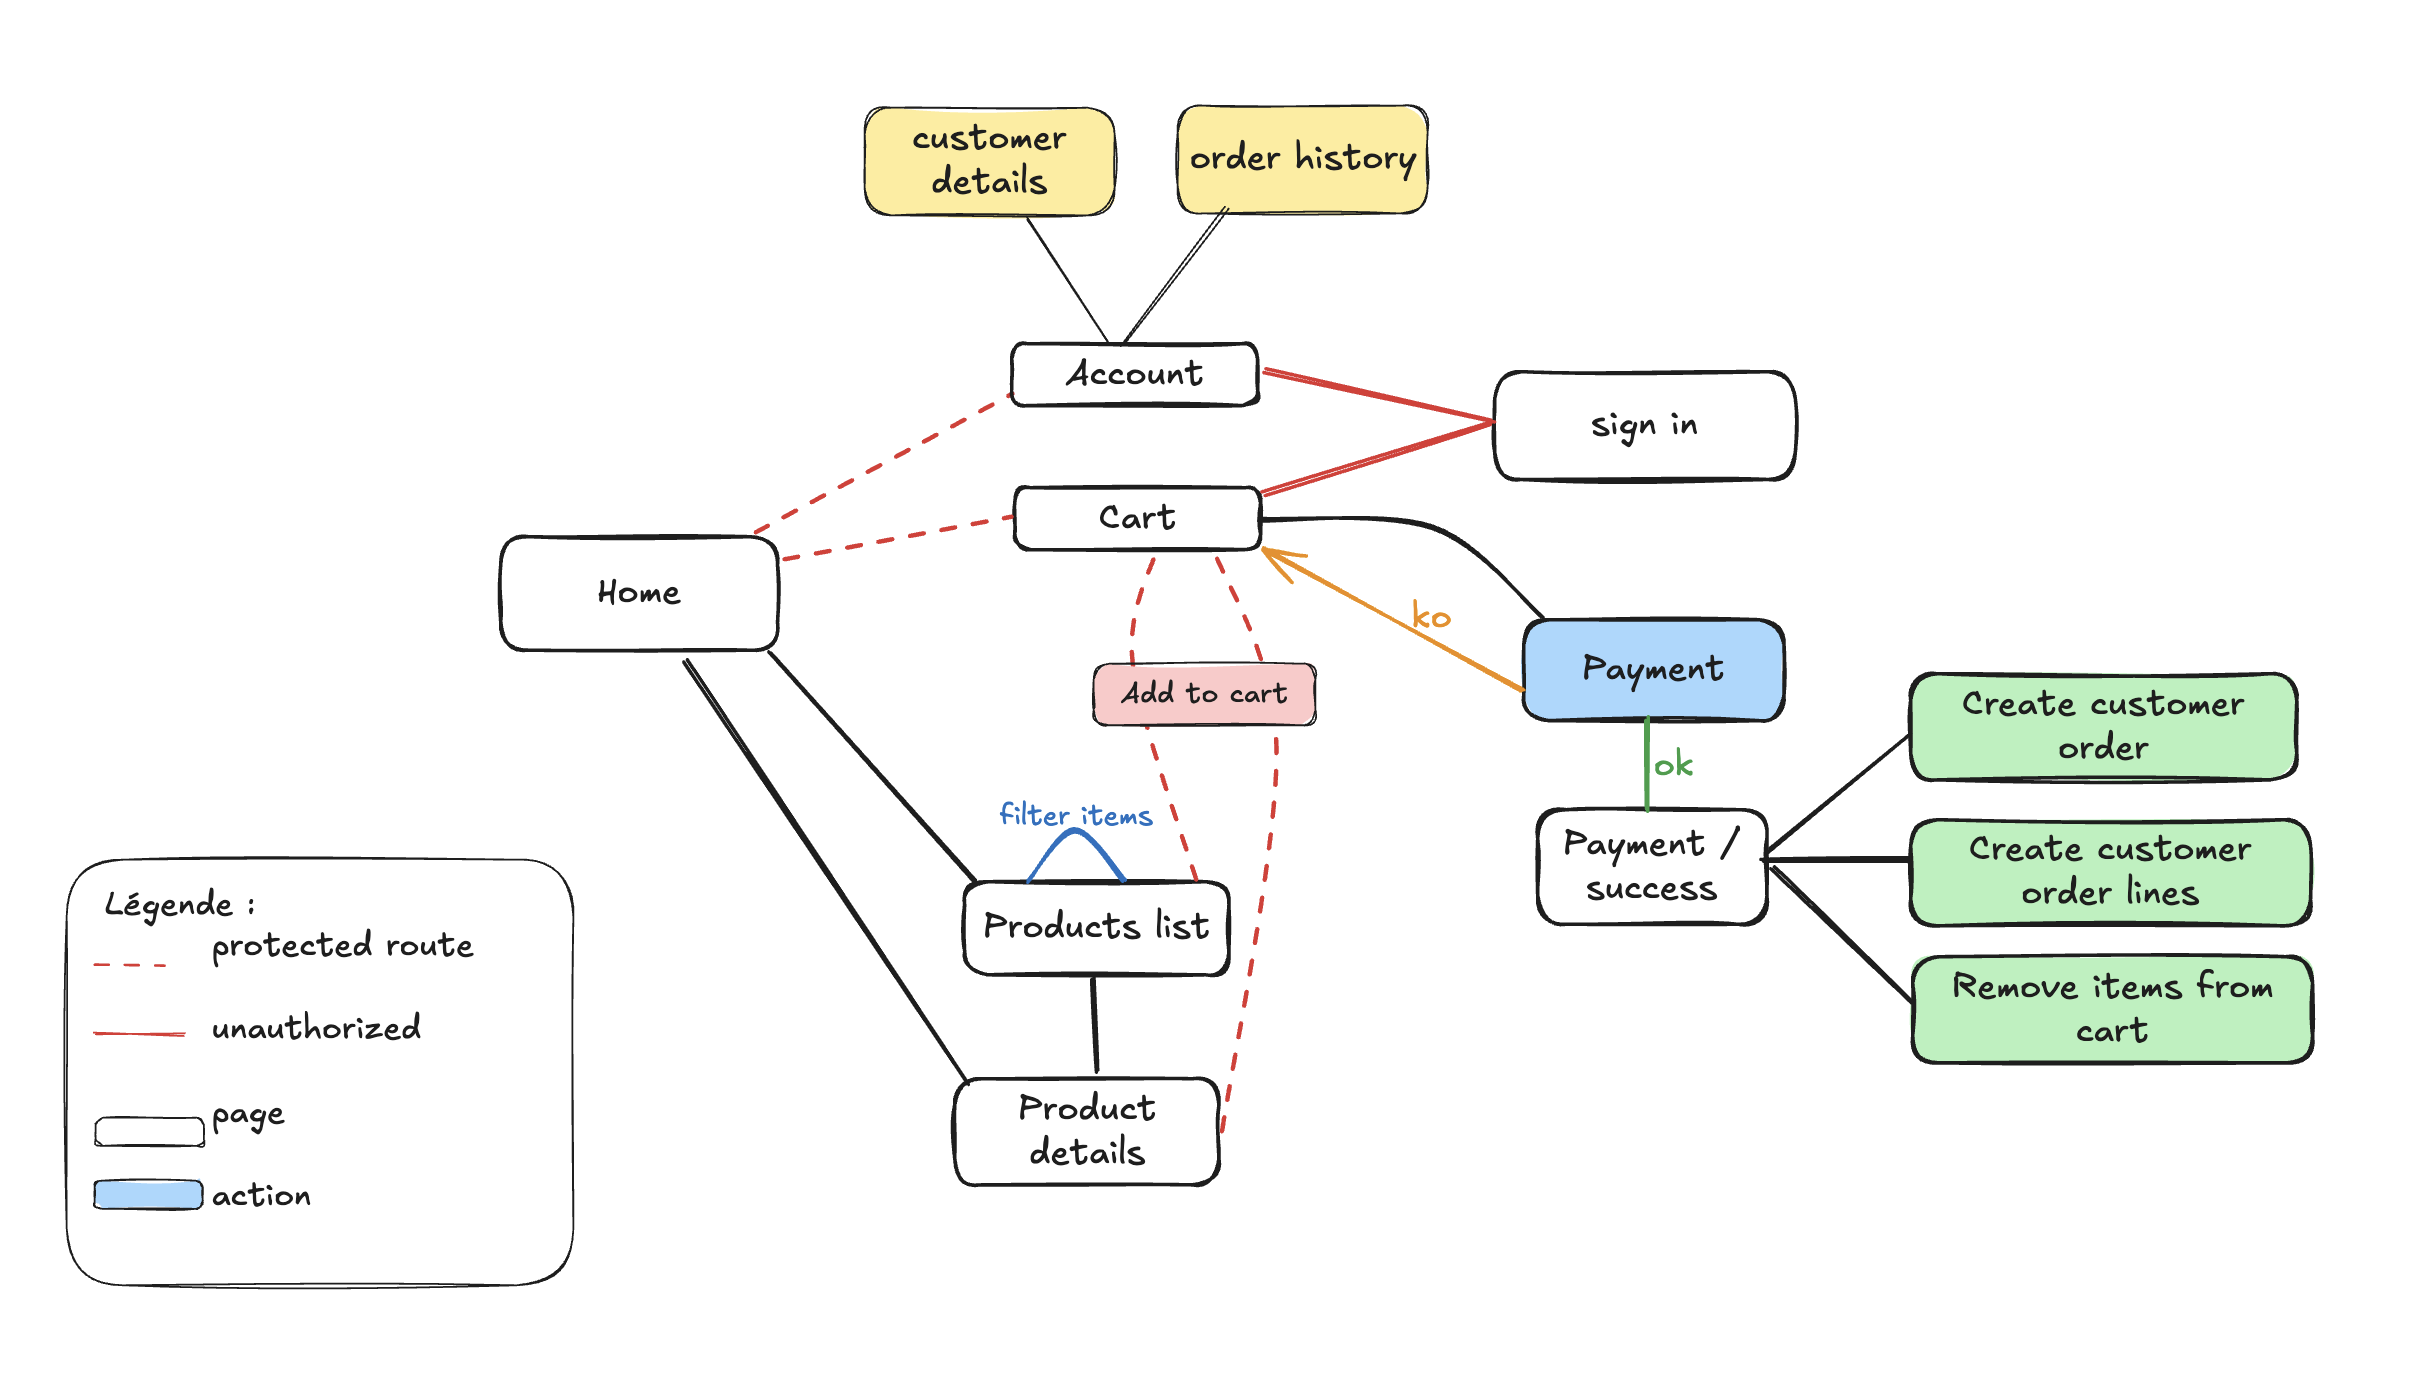 customer
details
order history
Account
sign in
Cart
Home
ko
Payment
Add to cart
Create customer
order
ok
filter items
Payment /
success
Create customer
order lines
Products list
Légende :
protected route
Remove items from
cart
unauthorized
page
Product
details
action